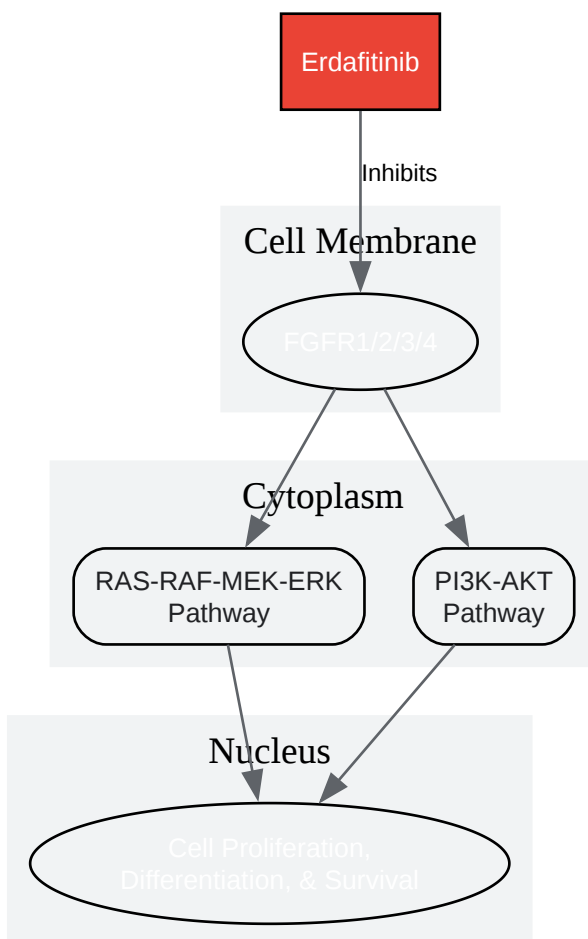 Erdafitinib
Inhibits
Cell Membrane
FGFR1/2/3/4
Cytoplasm
RAS-RAF-MEK-ERK
Pathway
PI3K-AKT
Pathway
Nucleus
Cell Proliferation,
Differentiation, & Survival